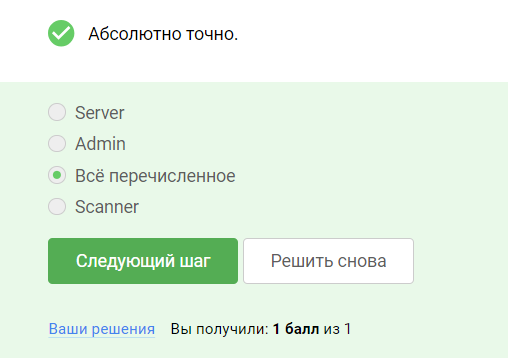 Абсолютно точно.
Server
Admin
Всё перечисленное
Scanner
Следующий шаг Решить снова
Ваши решения Вы получили: 1 балл из 1